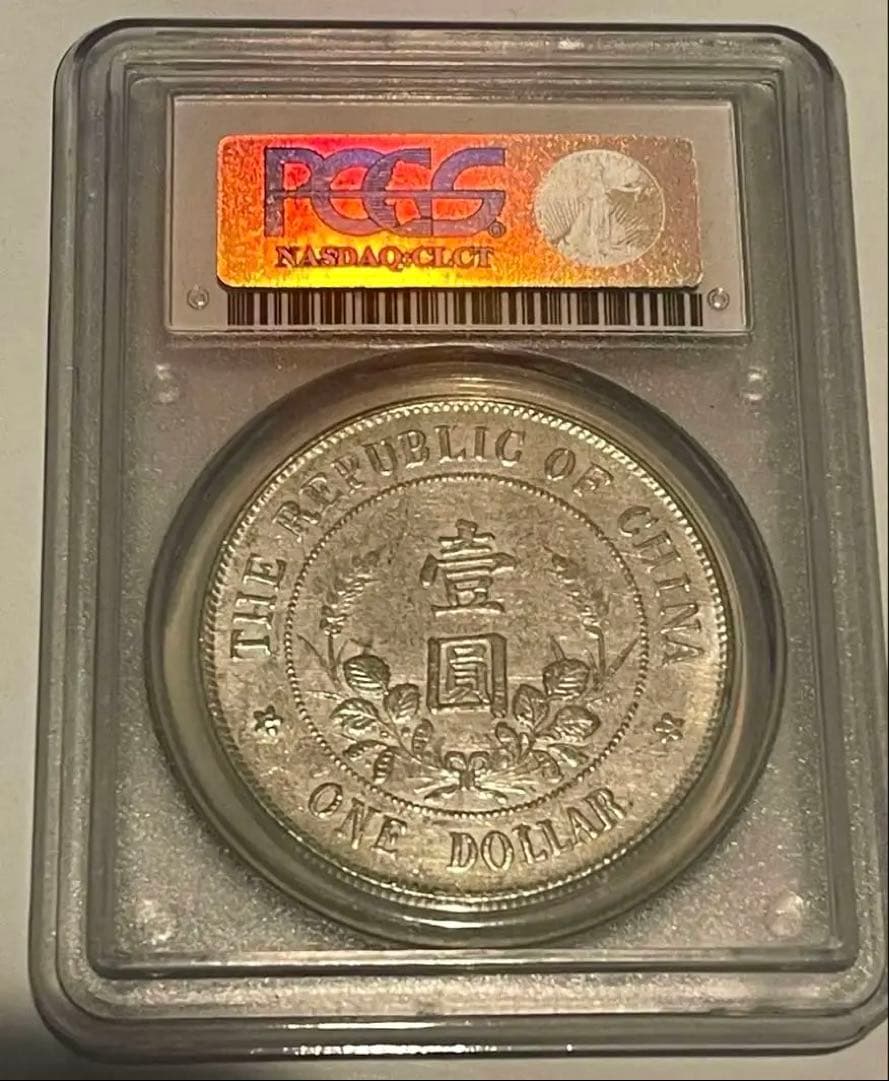 PCGS®
NASDAQ:CLCT
THE REPUBLIC OF CHINA
壹
圓
ONE DOLLAR